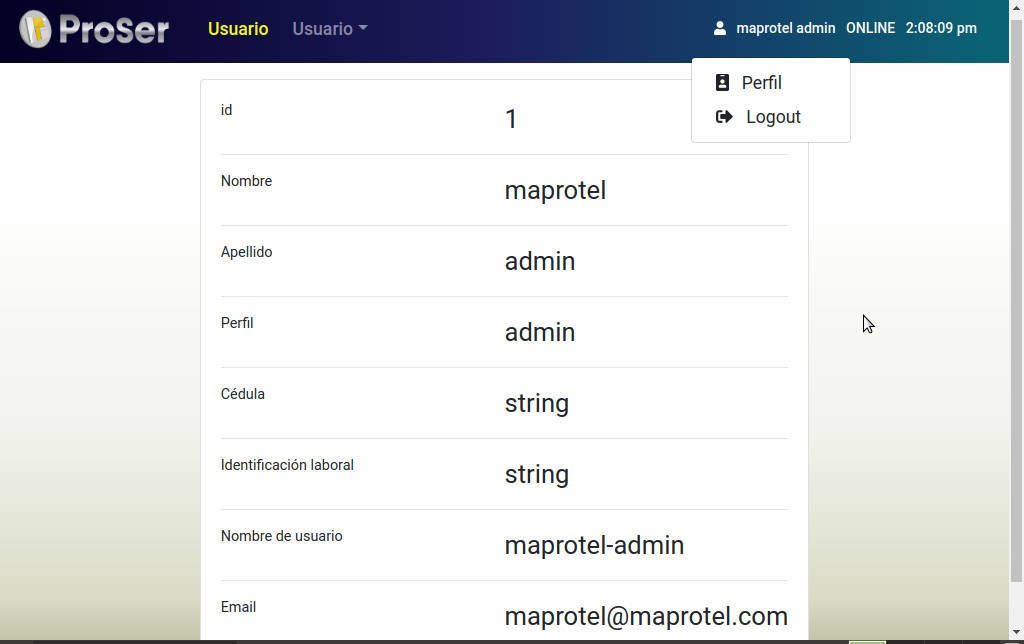 ProSer Usuario Usuario maprotel admin ONLINE 2:08:09 pm
Perfil
Logout
id 1
Nombre maprotel
Apellido admin
Perfil admin
Cédula string
Identificación laboral string
Nombre de usuario maprotel-admin
Email maprotel@maprotel.com